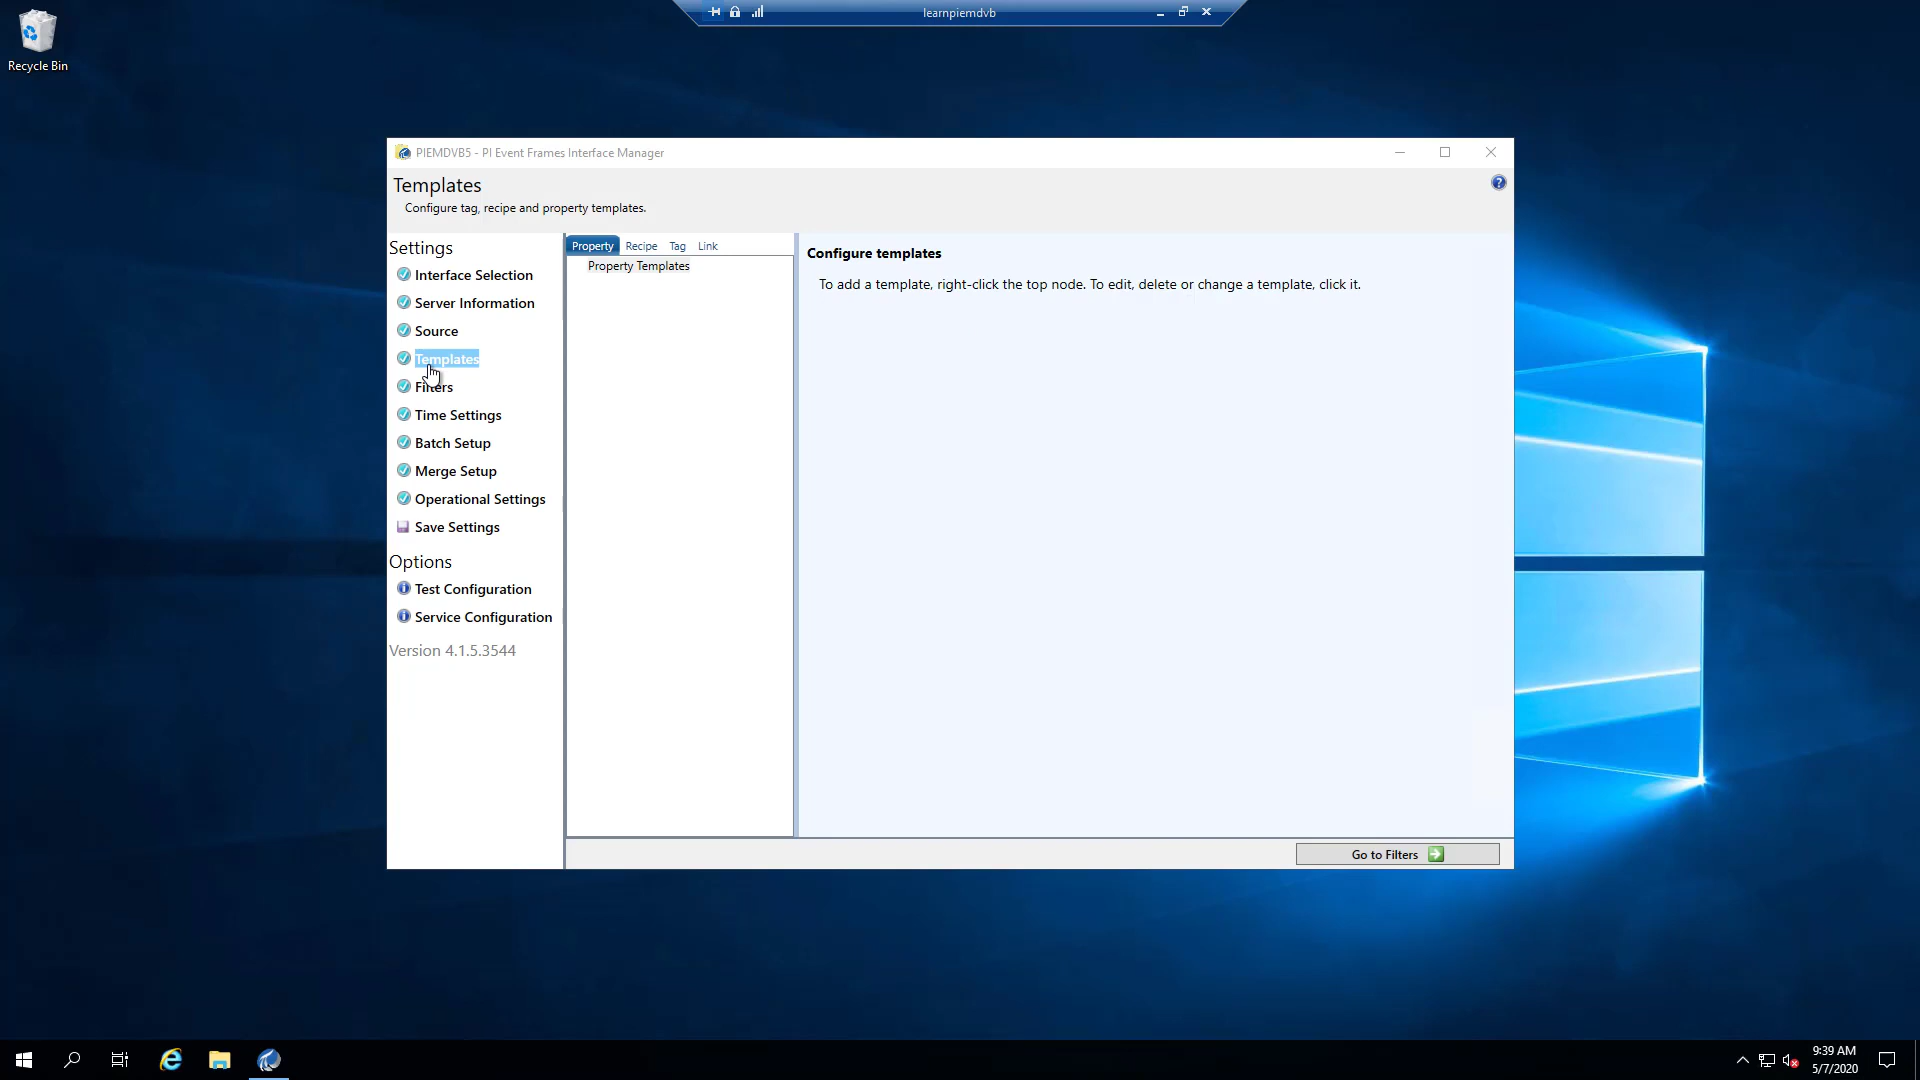 learnpiemdvb
Recycle Bin
PIEMDVB5 - PI Event Frames Interface Manager
Templates
Configure tag, recipe and property templates.
Settings
Interface Selection
Server Information
Source
Templates
Filters
Time Settings
Batch Setup
Merge Setup
Operational Settings
Save Settings
Options
Test Configuration
Service Configuration
Version 4.1.5.3544
Property Recipe Tag Link
Property Templates
Configure templates
To add a template, right-click the top node. To edit, delete or change a template, click it.
Go to Filters
9:39 AM
5/7/2020